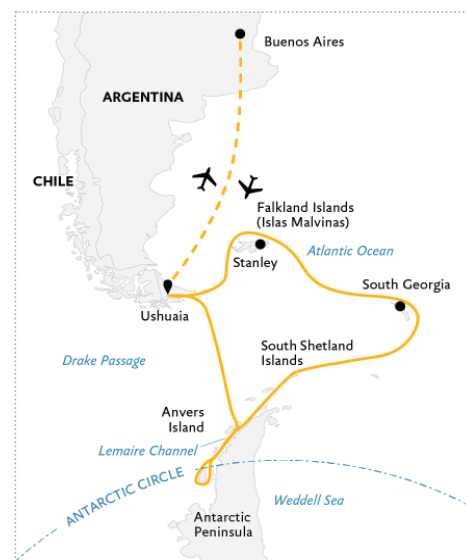 Buenos Aires
ARGENTINA
CHILE
Falkland Islands
(Islas Malvinas)
Atlantic Ocean
Stanley
South Georgia
Ushuaia
South Shetland
Islands
Drake Passage
Anvers
Island
Lemaire Channel
ANTARCTIC CIRCLE
Weddell Sea
Antarctic
Peninsula